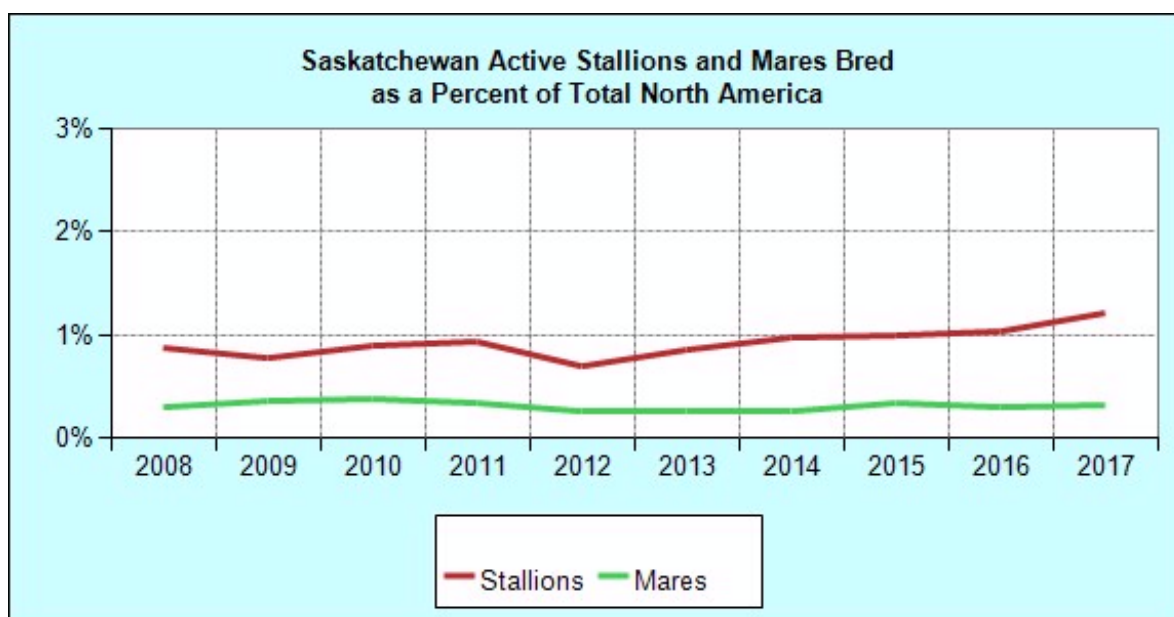 Saskatchewan Active Stallions and Mares Bred
as a Percent of Total North America
3%
2%
1%
0%
2008 2009 2010 2011 2012 2013 2014 2015 2016 2017
Stallions Mares